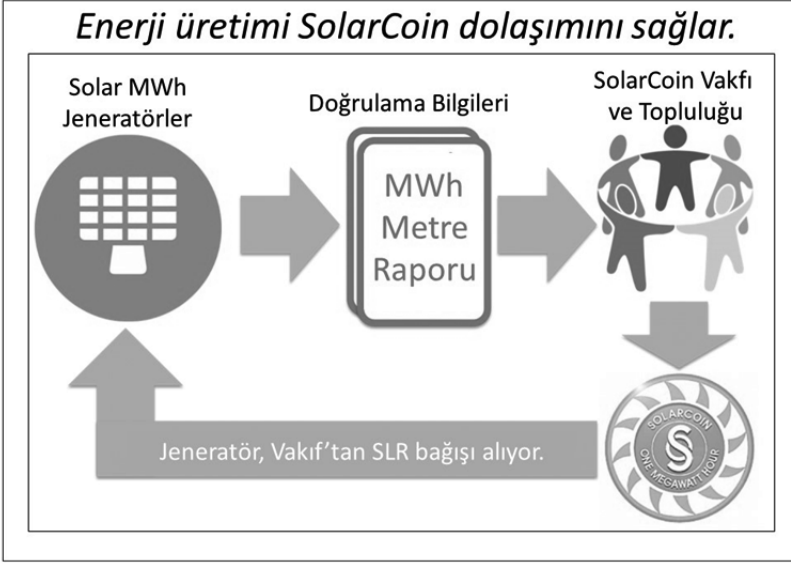 Enerji üretimi SolarCoin dolaşımını sağlar.
Solar MWh
Jeneratörler
Doğrulama Bilgileri
SolarCoin Vakfı
ve Topluluğu
MWh
Metre
Raporu
SOLARCOIN
ONE MEGAWATT HOUR
Jeneratör, Vakıf’tan SLR bağışı alıyor.